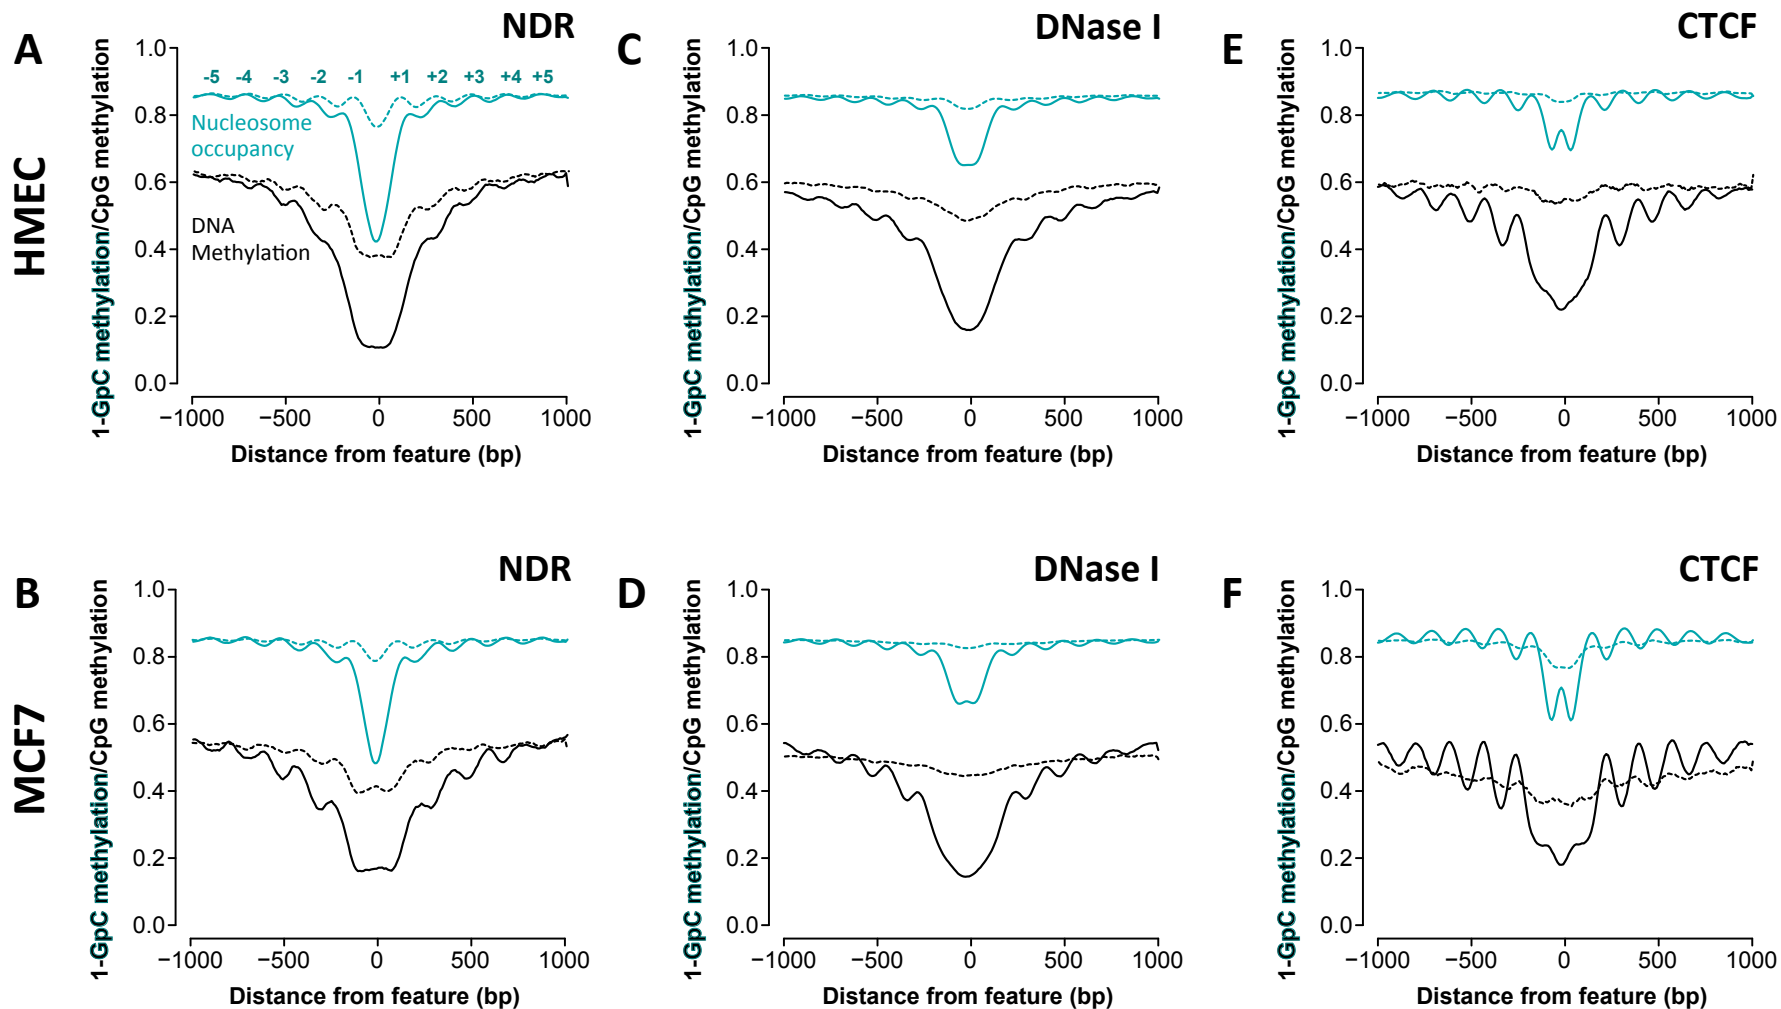 HMEC
A
NDR
1-GpC methylation/CpG methylation
1.0
0.8
0.6
0.4
0.2
0.0
-5 -4 -3 -2 -1 +1 +2 +3 +4 +5
Nucleosome
occupancy
DNA
Methylation
−1000 −500 0 500 1000
Distance from feature (bp)
C
DNase I
1-GpC methylation/CpG methylation
1.0
0.8
0.6
0.4
0.2
0.0
−1000 −500 0 500 1000
Distance from feature (bp)
E
CTCF
1-GpC methylation/CpG methylation
1.0
0.8
0.6
0.4
0.2
0.0
−1000 −500 0 500 1000
Distance from feature (bp)
MCF7
B
NDR
1-GpC methylation/CpG methylation
1.0
0.8
0.6
0.4
0.2
0.0
−1000 −500 0 500 1000
Distance from feature (bp)
D
DNase I
1-GpC methylation/CpG methylation
1.0
0.8
0.6
0.4
0.2
0.0
−1000 −500 0 500 1000
Distance from feature (bp)
F
CTCF
1-GpC methylation/CpG methylation
1.0
0.8
0.6
0.4
0.2
0.0
−1000 −500 0 500 1000
Distance from feature (bp)